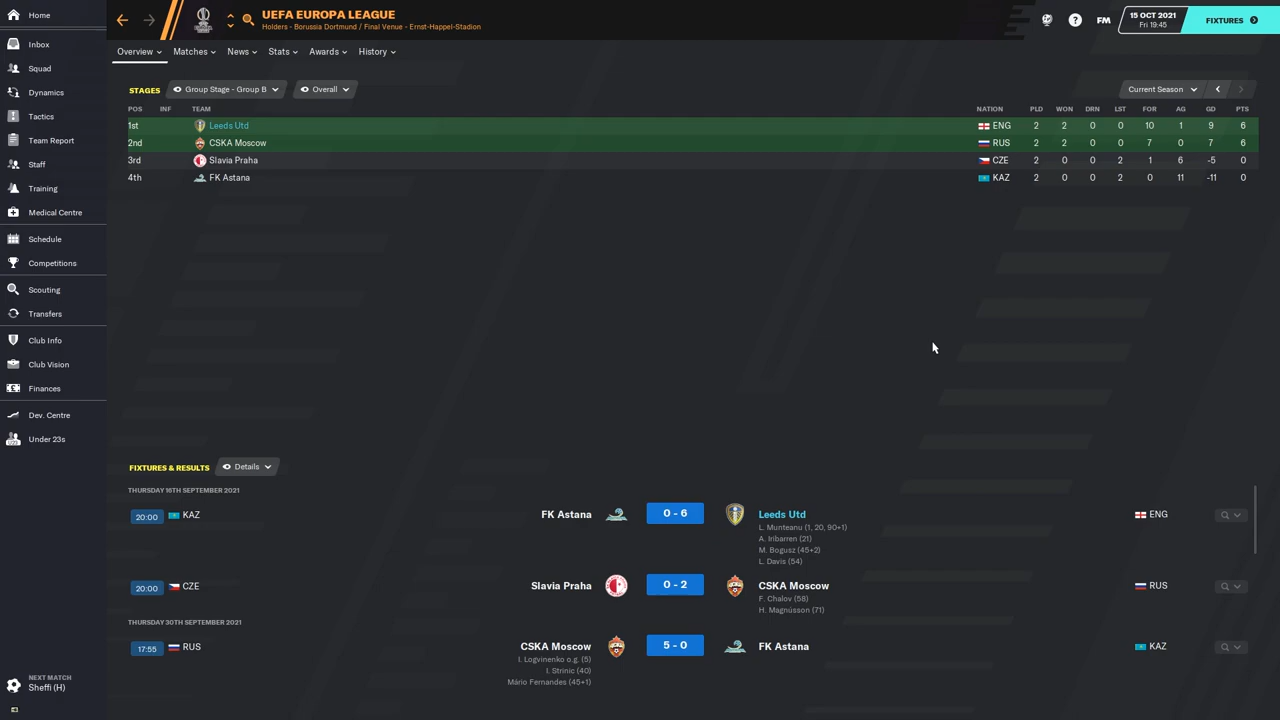 Home
Inbox
Squad
Dynamics
Tactics
Team Report
Staff
Training
Medical Centre
Schedule
Competitions
Scouting
Transfers
Club Info
Club Vision
Finances
Dev. Centre
Under 23s
NEXT MATCH
Sheffi (H)
UEFA EUROPA LEAGUE
Holders - Borussia Dortmund / Final Venue - Ernst-Happel-Stadion
FM
15 OCT 2021
Fri 19:45
FIXTURES
Overview Matches News Stats Awards History
STAGES Group Stage - Group B Overall Current Season
POS INF TEAM NATION PLD WON DRN LST FOR AG GD PTS
1st Leeds Utd ENG 2 2 0 0 10 1 9 6
2nd CSKA Moscow RUS 2 2 0 0 7 0 7 6
3rd Slavia Praha CZE 2 0 0 2 1 6 -5 0
4th FK Astana KAZ 2 0 0 2 0 11 -11 0
FIXTURES & RESULTS Details
THURSDAY 16TH SEPTEMBER 2021
20:00 KAZ FK Astana 0 - 6 Leeds Utd ENG
L. Munteanu (1, 20, 90+1)
A. Iribarren (21)
M. Bogusz (45+2)
L. Davis (54)
20:00 CZE Slavia Praha 0 - 2 CSKA Moscow RUS
F. Chalov (58)
H. Magnússon (71)
THURSDAY 30TH SEPTEMBER 2021
17:55 RUS CSKA Moscow 5 - 0 FK Astana KAZ
I. Logvinenko o.g. (5)
I. Strinic (40)
Mário Fernandes (45+1)